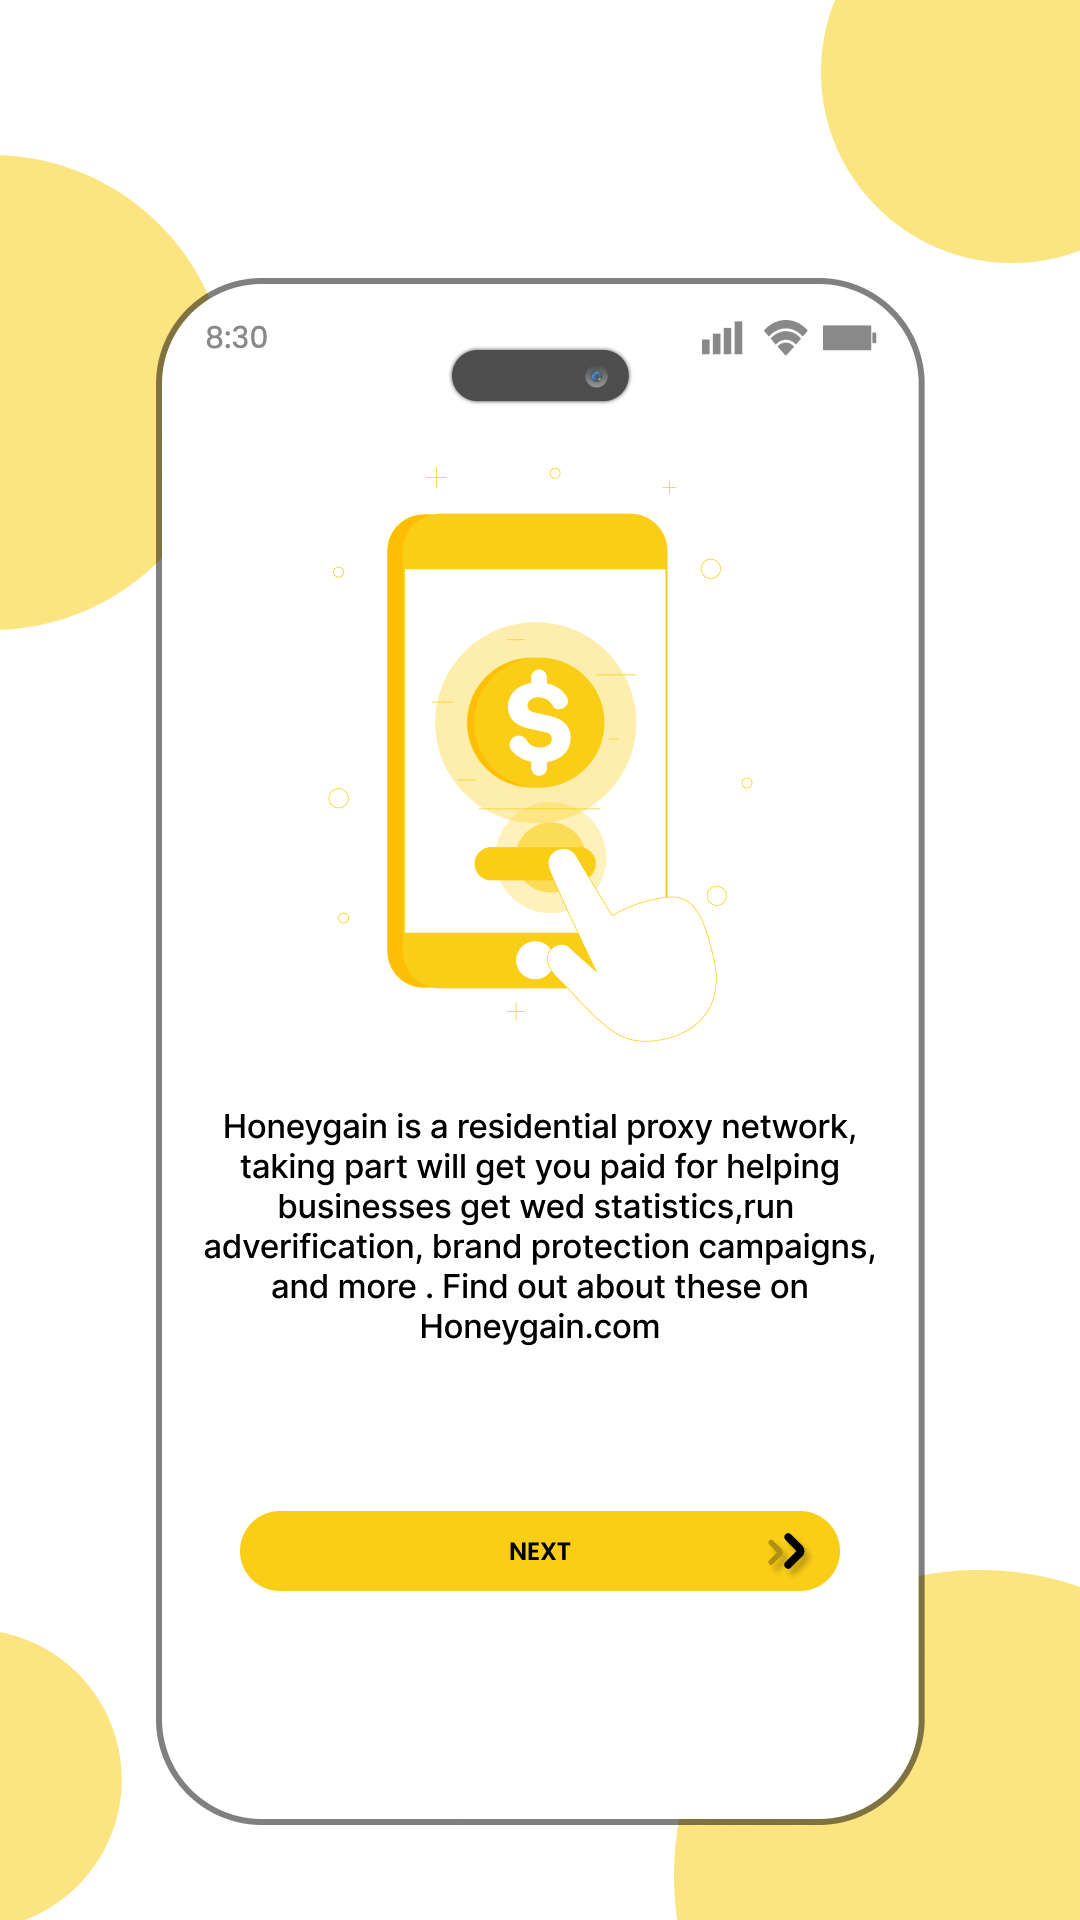 8:30
$
Honeygain is a residential proxy network,
taking part will get you paid for helping
businesses get wed statistics,run
adverification, brand protection campaigns,
and more . Find out about these on
Honeygain.com
NEXT